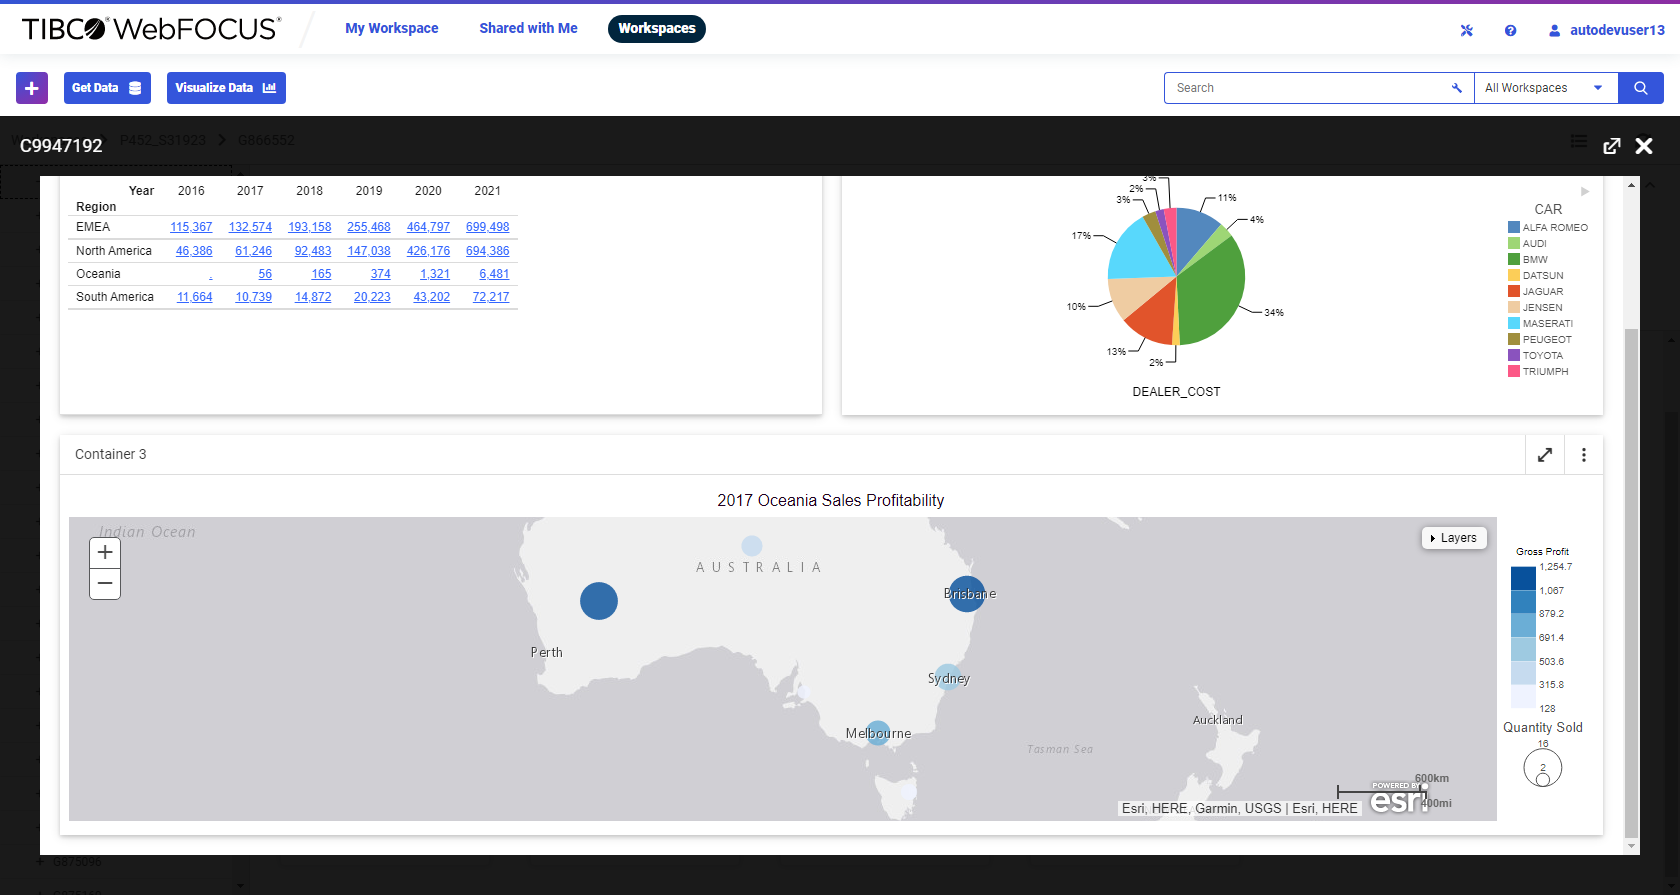 TIBCO® WebFOCUS®
My Workspace
Shared with Me
Workspaces
autodevuser13
Get Data
Visualize Data
Search
All Workspaces
P452_S31923
G866552
C9947192
Year 2016 2017 2018 2019 2020 2021
Region
EMEA 115,367 132,574 193,158 255,468 464,797 699,498
North America 46,386 61,246 92,483 147,038 426,176 694,386
Oceania . 56 165 374 1,321 6,481
South America 11,664 10,739 14,872 20,223 43,202 72,217
3%
2%
3%
11%
4%
17%
10%
34%
13%
2%
DEALER_COST
CAR
ALFA ROMEO
AUDI
BMW
DATSUN
JAGUAR
JENSEN
MASERATI
PEUGEOT
TOYOTA
TRIUMPH
Container 3
2017 Oceania Sales Profitability
Indian Ocean
+
−
AUSTRALIA
Brisbane
Perth
Sydney
Melbourne
Auckland
Tasman Sea
Layers
600km
400mi
POWERED BY
esri
Esri, HERE, Garmin, USGS | Esri, HERE
Gross Profit
1,254.7
1,067
879.2
691.4
503.6
315.8
128
Quantity Sold
16
2
G875096